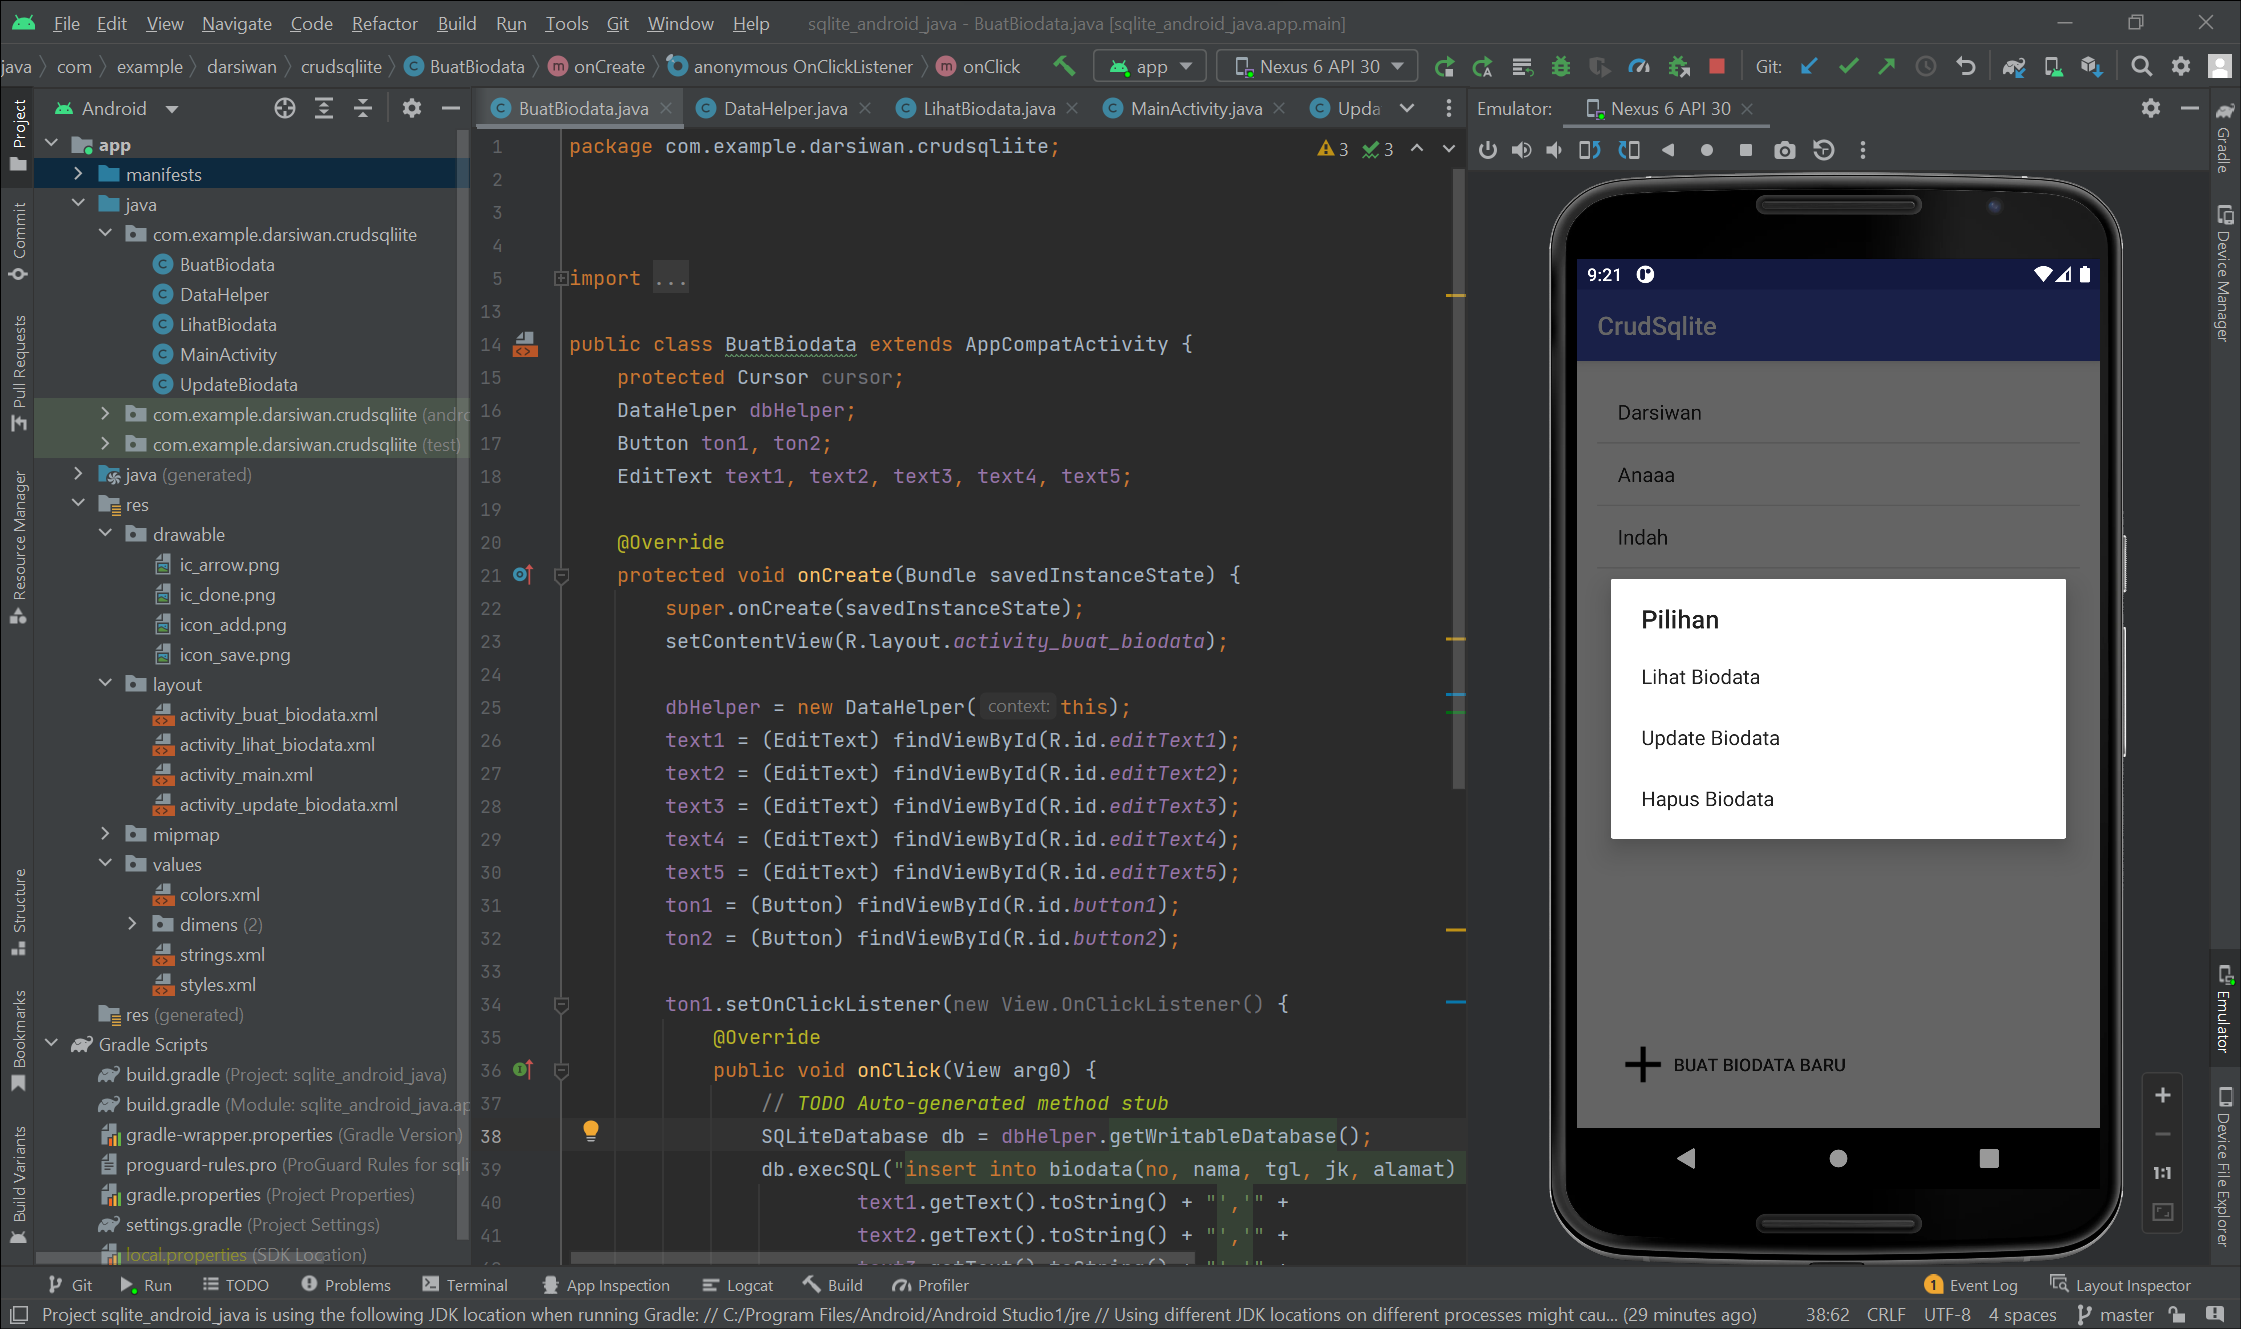 File Edit View Navigate Code Refactor Build Run Tools Git Window Help sqlite_android_java - BuatBiodata.java [sqlite_android_java.app.main]
java com example darsiwan crudsqliite BuatBiodata onCreate anonymous OnClickListener onClick app Nexus 6 API 30 Git:
Android
BuatBiodata.java DataHelper.java LihatBiodata.java MainActivity.java Upda
Emulator: Nexus 6 API 30
Project
Commit
Pull Requests
Resource Manager
Structure
Bookmarks
Build Variants
app
manifests
java
com.example.darsiwan.crudsqliite
BuatBiodata
DataHelper
LihatBiodata
MainActivity
UpdateBiodata
com.example.darsiwan.crudsqliite (andro
com.example.darsiwan.crudsqliite (test)
java (generated)
res
drawable
ic_arrow.png
ic_done.png
icon_add.png
icon_save.png
layout
activity_buat_biodata.xml
activity_lihat_biodata.xml
activity_main.xml
activity_update_biodata.xml
mipmap
values
colors.xml
dimens (2)
strings.xml
styles.xml
res (generated)
Gradle Scripts
build.gradle (Project: sqlite_android_java)
build.gradle (Module: sqlite_android_java.ap
gradle-wrapper.properties (Gradle Version)
proguard-rules.pro (ProGuard Rules for sqli
gradle.properties (Project Properties)
settings.gradle (Project Settings)
local.properties (SDK Location)
3 3
1 package com.example.darsiwan.crudsqliite;
2
3
4
5 import ...
13
14 public class BuatBiodata extends AppCompatActivity {
15 protected Cursor cursor;
16 DataHelper dbHelper;
17 Button ton1, ton2;
18 EditText text1, text2, text3, text4, text5;
19
20 @Override
21 protected void onCreate(Bundle savedInstanceState) {
22 super.onCreate(savedInstanceState);
23 setContentView(R.layout.activity_buat_biodata);
24
25 dbHelper = new DataHelper( context: this);
26 text1 = (EditText) findViewById(R.id.editText1);
27 text2 = (EditText) findViewById(R.id.editText2);
28 text3 = (EditText) findViewById(R.id.editText3);
29 text4 = (EditText) findViewById(R.id.editText4);
30 text5 = (EditText) findViewById(R.id.editText5);
31 ton1 = (Button) findViewById(R.id.button1);
32 ton2 = (Button) findViewById(R.id.button2);
33
34 ton1.setOnClickListener(new View.OnClickListener() {
35 @Override
36 public void onClick(View arg0) {
37 // TODO Auto-generated method stub
38 SQLiteDatabase db = dbHelper.getWritableDatabase();
39 db.execSQL("insert into biodata(no, nama, tgl, jk, alamat)
40 text1.getText().toString() + "','" +
41 text2.getText().toString() + "','" +
9:21
CrudSqlite
Darsiwan
Anaaa
Indah
Pilihan
Lihat Biodata
Update Biodata
Hapus Biodata
BUAT BIODATA BARU
1:1
Gradle
Device Manager
Emulator
Device File Explorer
Git Run TODO Problems Terminal App Inspection Logcat Build Profiler 1 Event Log Layout Inspector
Project sqlite_android_java is using the following JDK location when running Gradle: // C:/Program Files/Android/Android Studio1/jre // Using different JDK locations on different processes might cau... (29 minutes ago) 38:62 CRLF UTF-8 4 spaces master